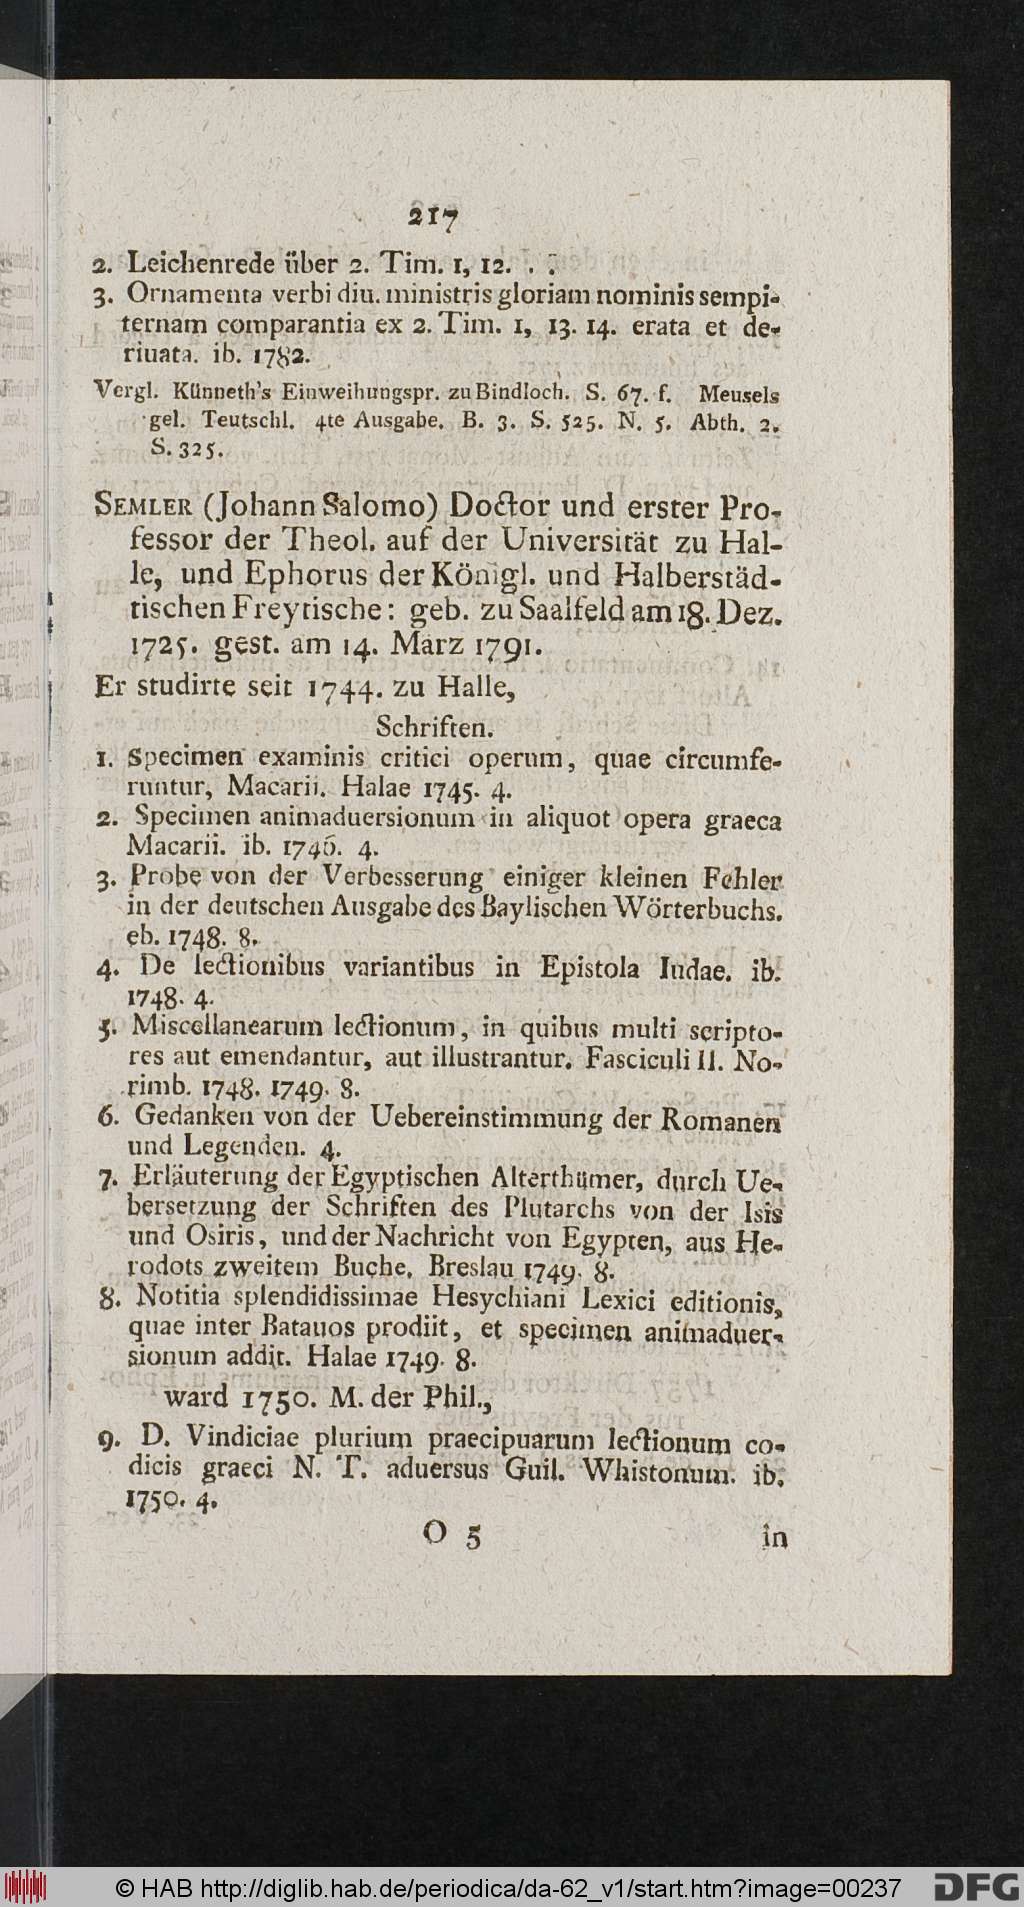 217
2. Leichenrede über 2. Tim. 1, 12. . .
3. Ornamenta verbi diu. ministris gloriam nominis sempi-
ternam comparantia ex 2. Tim. 1, 13. 14. erata et de-
riuata. ib. 1782.
Vergl. Künneth's Einweihungspr. zu Bindloch. S. 67. f. Meusels
gel. Teutschl. 4te Ausgabe. B. 3. S. 525. N. 5. Abth. 2.
S. 325.
SEMLER (Johann Salomo) Doctor und erster Pro-
fessor der Theol. auf der Universität zu Hal-
le, und Ephorus der Königl. und Halberstäd-
tischen Freytische: geb. zu Saalfeld am 18. Dez.
1725. gest. am 14. März 1791.
Er studirte seit 1744. zu Halle,
Schriften.
1. Specimen examinis critici operum, quae circumfe-
runtur, Macarii. Halae 1745. 4.
2. Specimen animaduersionum in aliquot opera graeca
Macarii. ib. 1746. 4.
3. Probe von der Verbesserung einiger kleinen Fehler
in der deutschen Ausgabe des Baylischen Wörterbuchs.
eb. 1748. 8.
4. De lectionibus variantibus in Epistola Iudae. ib.
1748. 4.
5. Miscellanearum lectionum, in quibus multi scripto-
res aut emendantur, aut illustrantur. Fasciculi II. No-
rimb. 1748. 1749. 8.
6. Gedanken von der Uebereinstimmung der Romanen
und Legenden. 4.
7. Erläuterung der Egyptischen Alterthümer, durch Ue-
bersetzung der Schriften des Plutarchs von der Isis
und Osiris, und der Nachricht von Egypten, aus He-
rodots zweitem Buche. Breslau 1749. 8.
8. Notitia splendidissimae Hesychiani Lexici editionis,
quae inter Batauos prodiit, et specimen animaduer-
sionum addit. Halae 1749. 8.
ward 1750. M. der Phil.,
9. D. Vindiciae plurium praecipuarum lectionum co-
dicis graeci N. T. aduersus Guil. Whistonum. ib.
1750. 4.
O 5 in
© HAB http://diglib.hab.de/periodica/da-62_v1/start.htm?image=00237
DFG